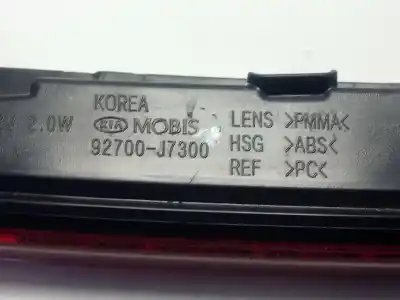 KOREA
2.0W KIA MOBIS
92700-J7300
LENS >PMMA<
HSG >ABS<
REF >PC<